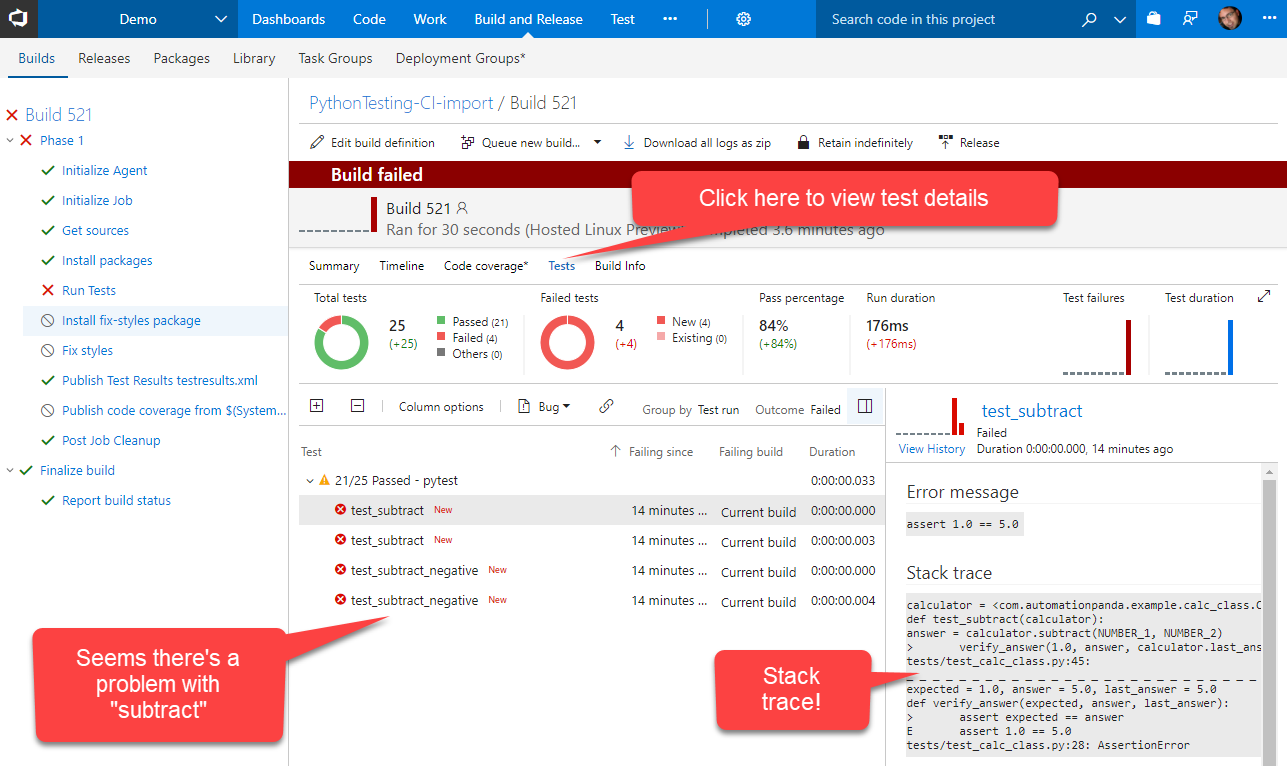 Demo Dashboards Code Work Build and Release Test ••• Search code in this project •••
Builds Releases Packages Library Task Groups Deployment Groups*
Build 521
Phase 1
Initialize Agent
Initialize Job
Get sources
Install packages
Run Tests
Install fix-styles package
Fix styles
Publish Test Results testresults.xml
Publish code coverage from $(System...
Post Job Cleanup
Finalize build
Report build status
PythonTesting-CI-import / Build 521
Edit build definition Queue new build... Download all logs as zip Retain indefinitely Release
Build failed
Click here to view test details
Build 521
Ran for 30 seconds (Hosted Linux Preview
3.6 minutes ago
Summary Timeline Code coverage* Tests Build Info
Total tests
25
(+25)
Passed (21)
Failed (4)
Others (0)
Failed tests
4
(+4)
New (4)
Existing (0)
Pass percentage
84%
(+84%)
Run duration
176ms
(+176ms)
Test failures
Test duration
Column options Bug Group by Test run Outcome Failed
Test Failing since Failing build Duration
21/25 Passed - pytest 0:00:00.033
test_subtract New 14 minutes ... Current build 0:00:00.000
test_subtract New 14 minutes ... Current build 0:00:00.003
test_subtract_negative New 14 minutes ... Current build 0:00:00.000
test_subtract_negative New 14 minutes ... Current build 0:00:00.004
Seems there's a
problem with
"subtract"
Stack
trace!
test_subtract
Failed
View History Duration 0:00:00.000, 14 minutes ago
Error message
assert 1.0 == 5.0
Stack trace
calculator = <com.automationpanda.example.calc_class.C
def test_subtract(calculator):
answer = calculator.subtract(NUMBER_1, NUMBER_2)
> verify_answer(1.0, answer, calculator.last_ans
tests/test_calc_class.py:45:
_ _ _ _ _ _ _ _ _ _ _ _ _ _ _ _ _ _ _ _ _ _ _ _ _ _ _
expected = 1.0, answer = 5.0, last_answer = 5.0
def verify_answer(expected, answer, last_answer):
> assert expected == answer
E assert 1.0 == 5.0
tests/test_calc_class.py:28: AssertionError